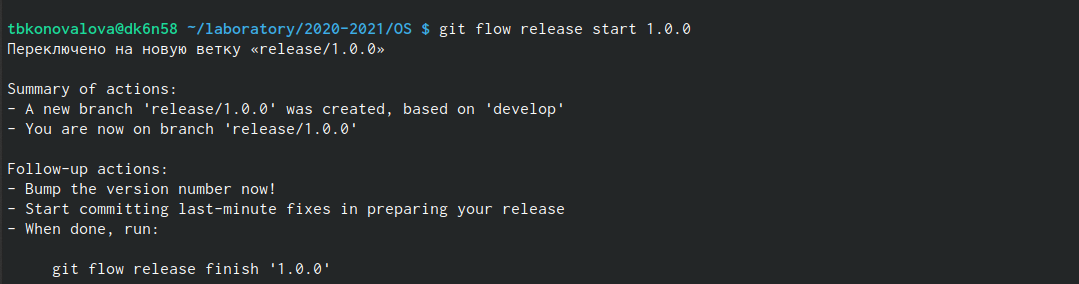 tbkonovalova@dk6n58 ~/laboratory/2020-2021/OS $ git flow release start 1.0.0
Переключено на новую ветку «release/1.0.0»
Summary of actions:
- A new branch 'release/1.0.0' was created, based on 'develop'
- You are now on branch 'release/1.0.0'
Follow-up actions:
- Bump the version number now!
- Start committing last-minute fixes in preparing your release
- When done, run:
git flow release finish '1.0.0'